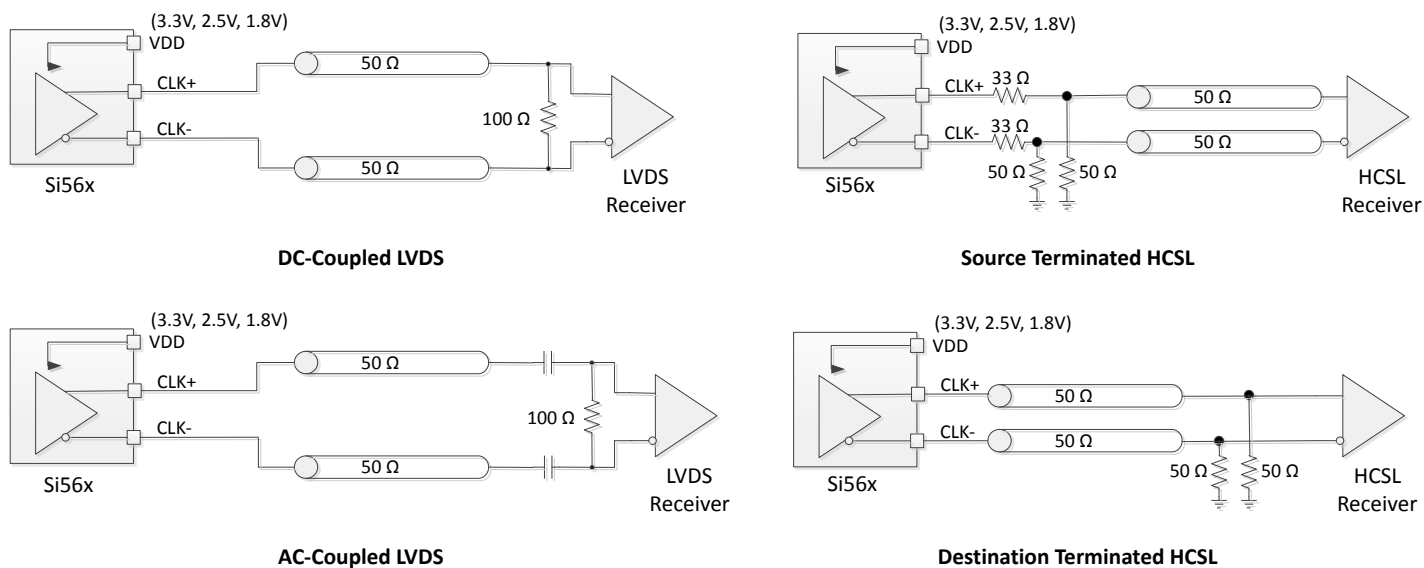 (3.3V, 2.5V, 1.8V)
VDD
CLK+
50 Ω
100 Ω
CLK-
50 Ω
Si56x
LVDS
Receiver
DC-Coupled LVDS
(3.3V, 2.5V, 1.8V)
VDD
CLK+
33 Ω
50 Ω
CLK-
33 Ω
50 Ω
50 Ω
50 Ω
Si56x
HCSL
Receiver
Source Terminated HCSL
(3.3V, 2.5V, 1.8V)
VDD
CLK+
50 Ω
100 Ω
CLK-
50 Ω
Si56x
LVDS
Receiver
AC-Coupled LVDS
(3.3V, 2.5V, 1.8V)
VDD
CLK+
50 Ω
CLK-
50 Ω
50 Ω
50 Ω
Si56x
HCSL
Receiver
Destination Terminated HCSL